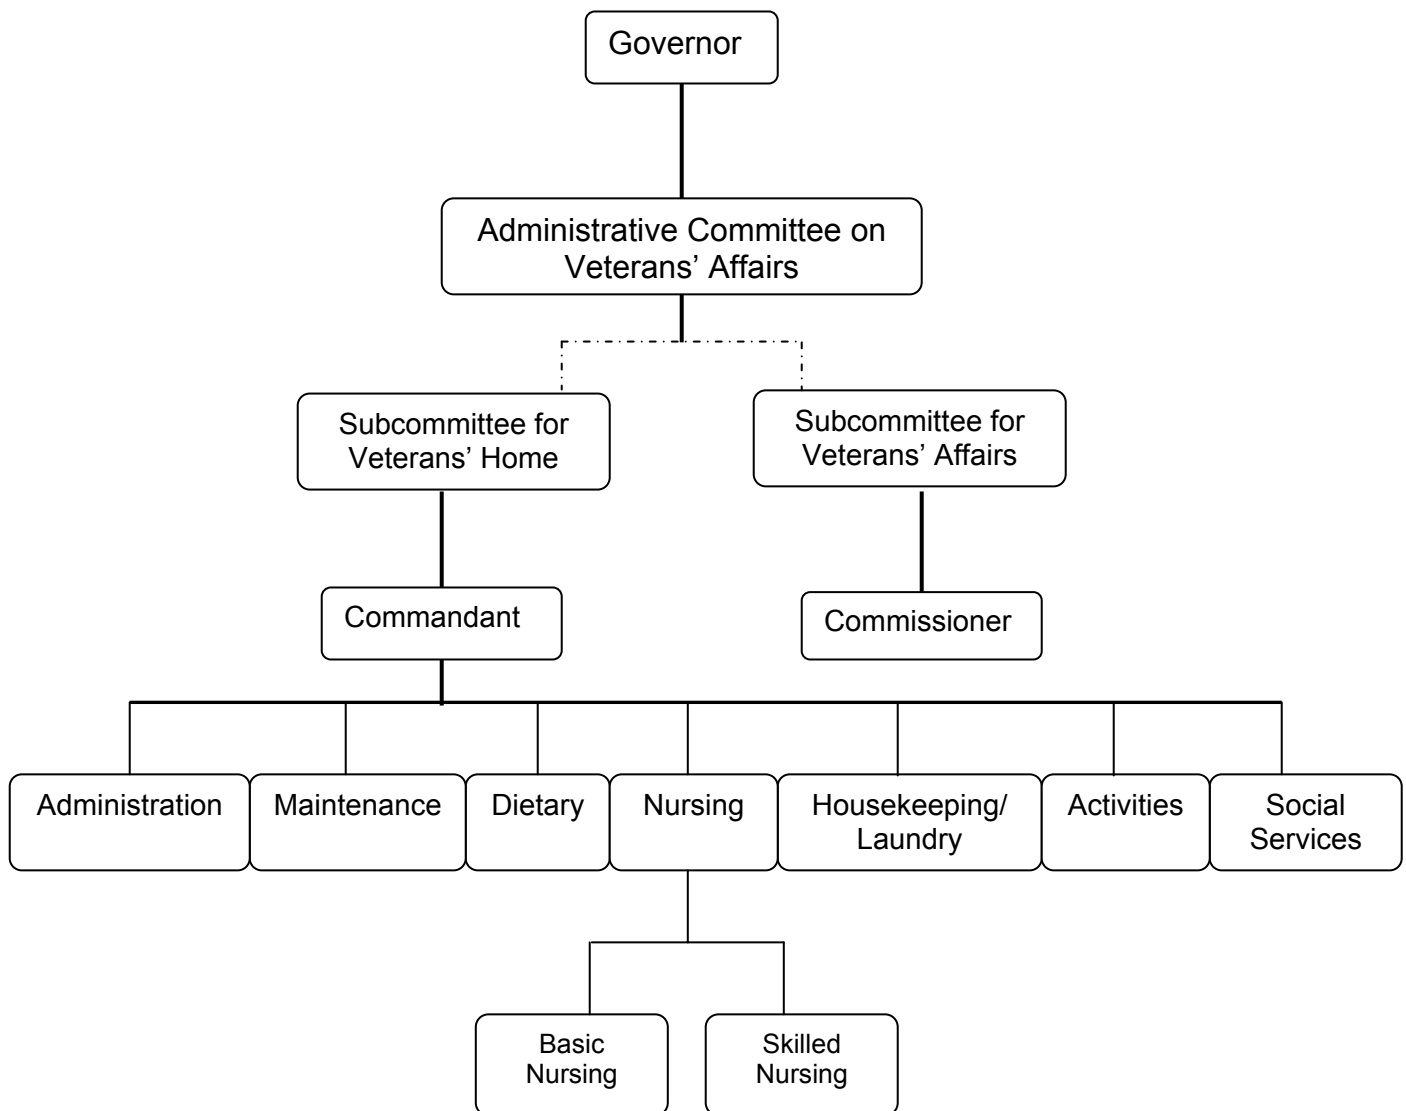 Governor
Administrative Committee on
Veterans’ Affairs
Subcommittee for
Veterans’ Home
Subcommittee for
Veterans’ Affairs
Commandant
Commissioner
Administration
Maintenance
Dietary
Nursing
Housekeeping/
Laundry
Activities
Social
Services
Basic
Nursing
Skilled
Nursing